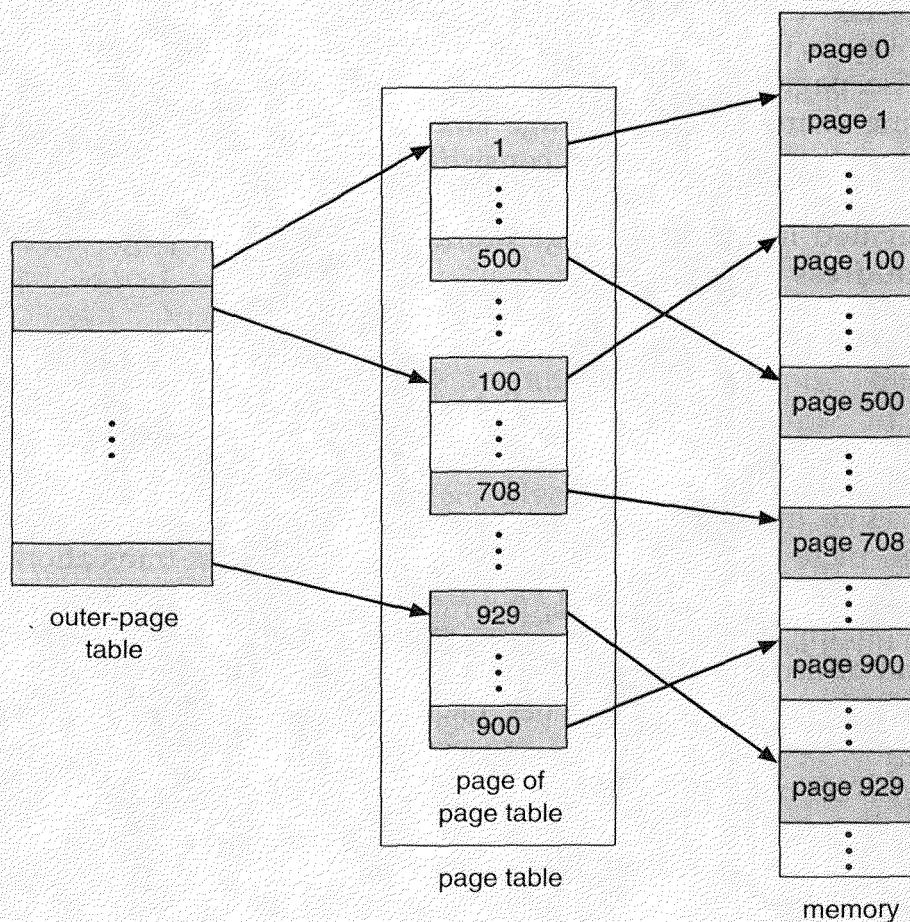 1
500
100
708
929
900
page of
page table
page table
outer-page
table
page 0
page 1
page 100
page 500
page 708
page 900
page 929
memory